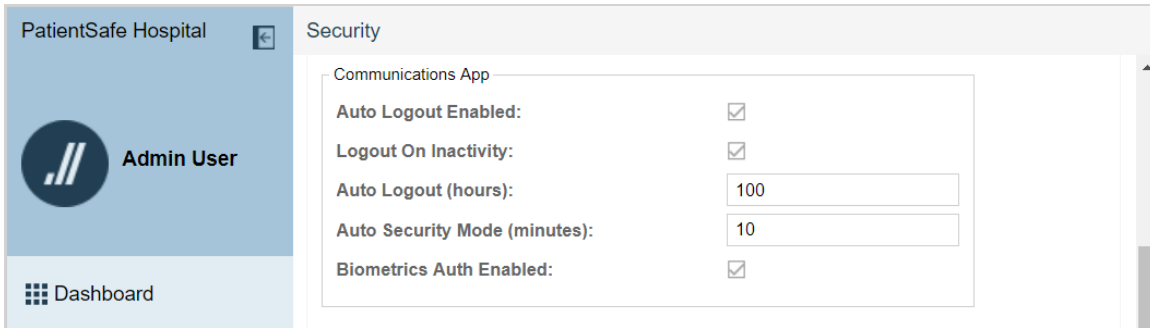 PatientSafe Hospital
Security
Admin User
Dashboard
Communications App
Auto Logout Enabled:
Logout On Inactivity:
Auto Logout (hours): 100
Auto Security Mode (minutes): 10
Biometrics Auth Enabled: